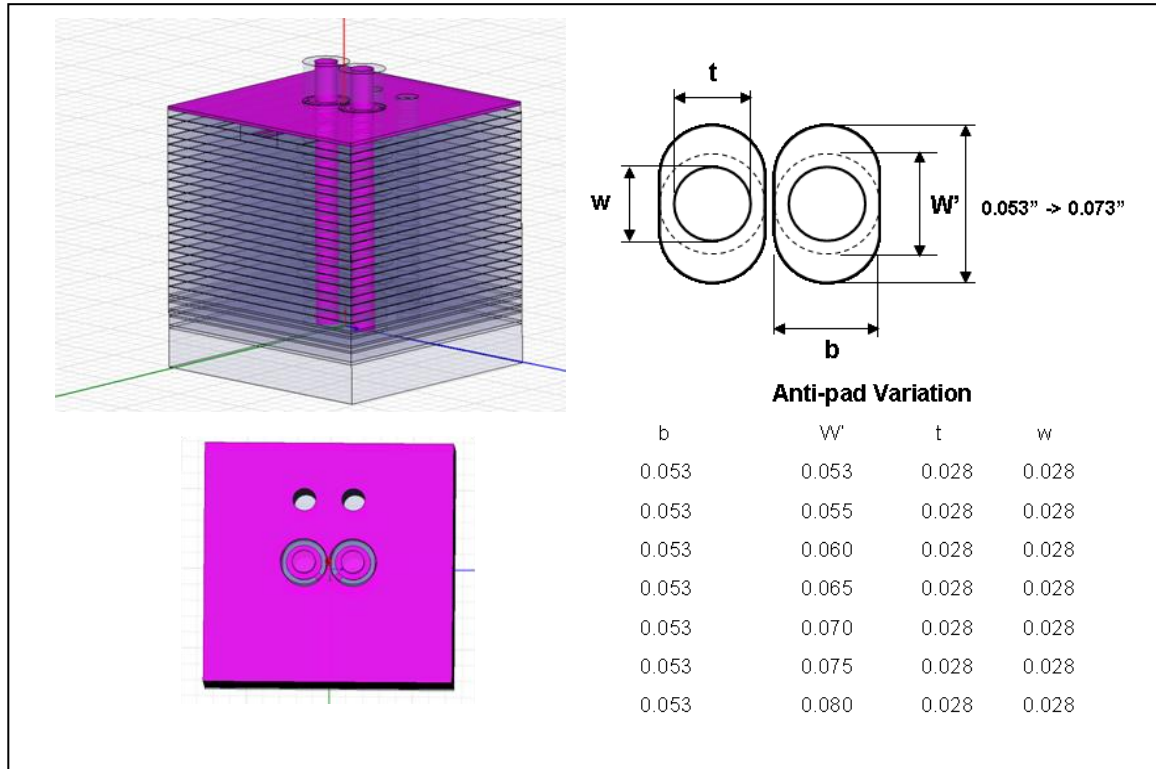 t
w
W'
0.053” -> 0.073”
b
Anti-pad Variation
b W' t w
0.053 0.053 0.028 0.028
0.053 0.055 0.028 0.028
0.053 0.060 0.028 0.028
0.053 0.065 0.028 0.028
0.053 0.070 0.028 0.028
0.053 0.075 0.028 0.028
0.053 0.080 0.028 0.028